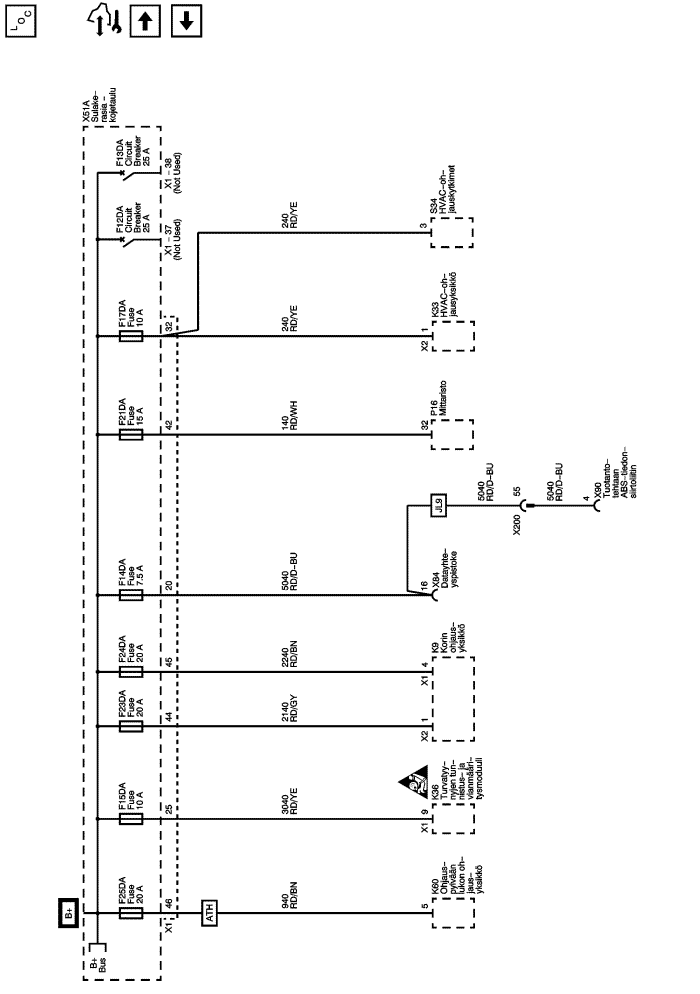 LOC
X51A
Sulake–
rasia –
kojetaulu
F13DA
Circuit
Breaker
25 A
X1 – 38
(Not Used)
F12DA
Circuit
Breaker
25 A
X1 – 37
(Not Used)
240
RD/YE
3
S34
HVAC–oh–
jauskytkimet
F17DA
Fuse
10 A
32
240
RD/YE
X2
1
K33
HVAC–oh–
jausyksikkö
F21DA
Fuse
15 A
42
140
RD/WH
32
P16
Mittaristo
JL9
5040
RD/D–BU
X200
55
5040
RD/D–BU
4
X90
Tuotanto–
tehtaan
ABS–tiedon–
siirtoliitin
F14DA
Fuse
7.5 A
20
5040
RD/D–BU
16
X84
Datayhte–
yspistoke
F24DA
Fuse
20 A
45
2240
RD/BN
X1
4
K9
Korin
ohjaus–
yksikkö
F23DA
Fuse
20 A
44
2140
RD/GY
X2
1
F15DA
Fuse
10 A
25
3040
RD/YE
X1
9
K36
Turvatyy–
nyjen tun–
nistus– ja
vianmääri–
tysmoduuli
B+
F25DA
Fuse
20 A
X1
46
ATH
940
RD/BN
5
K60
Ohjaus–
pylvään
lukon oh–
jaus–
yksikkö
B+
Bus